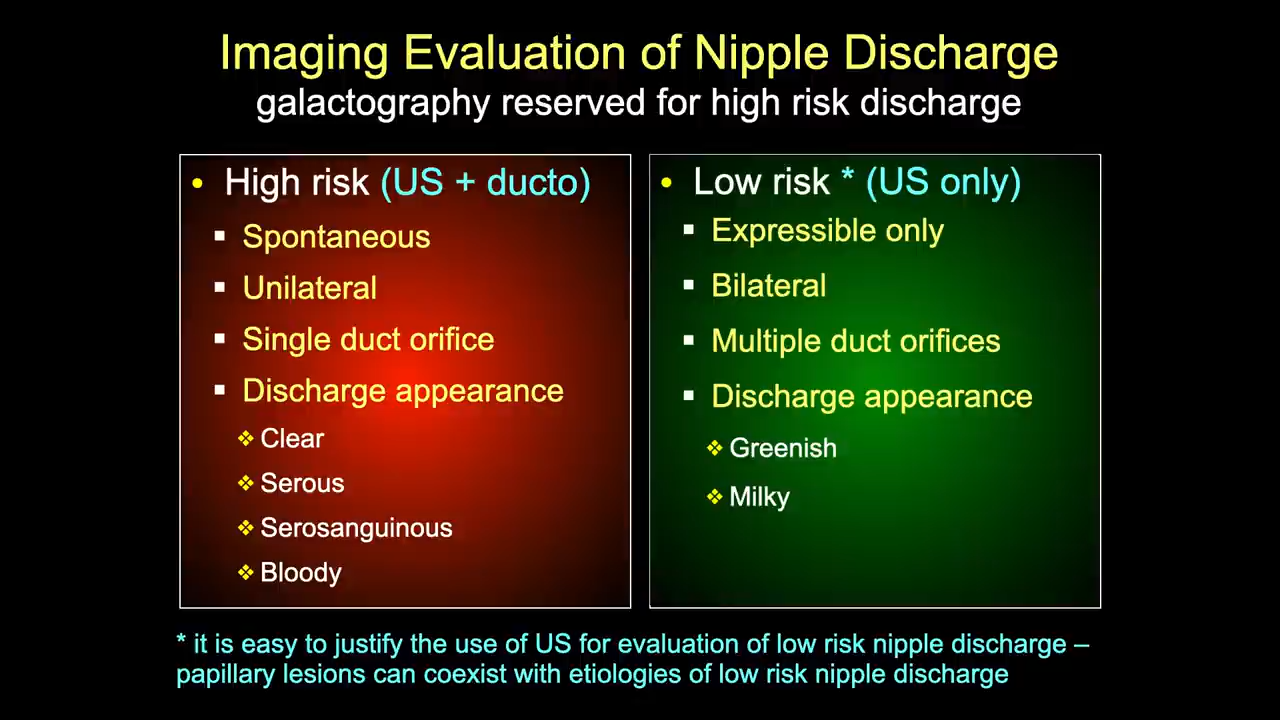 Imaging Evaluation of Nipple Discharge
galactography reserved for high risk discharge
• High risk (US + ducto)
▪ Spontaneous
▪ Unilateral
▪ Single duct orifice
▪ Discharge appearance
❖ Clear
❖ Serous
❖ Serosanguinous
❖ Bloody
• Low risk * (US only)
▪ Expressible only
▪ Bilateral
▪ Multiple duct orifices
▪ Discharge appearance
❖ Greenish
❖ Milky
* it is easy to justify the use of US for evaluation of low risk nipple discharge –
papillary lesions can coexist with etiologies of low risk nipple discharge